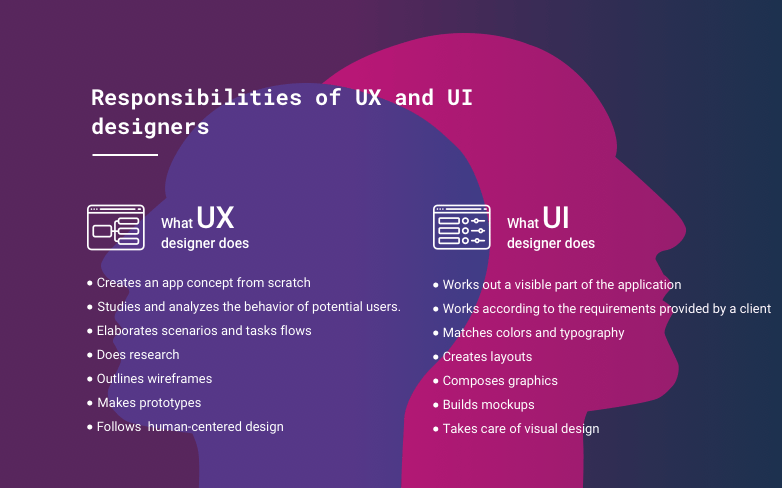 Responsibilities of UX and UI
designers
What UX
designer does
• Creates an app concept from scratch
• Studies and analyzes the behavior of potential users.
• Elaborates scenarios and tasks flows
• Does research
• Outlines wireframes
• Makes prototypes
• Follows human-centered design
What UI
designer does
• Works out a visible part of the application
• Works according to the requirements provided by a client
• Matches colors and typography
• Creates layouts
• Composes graphics
• Builds mockups
• Takes care of visual design